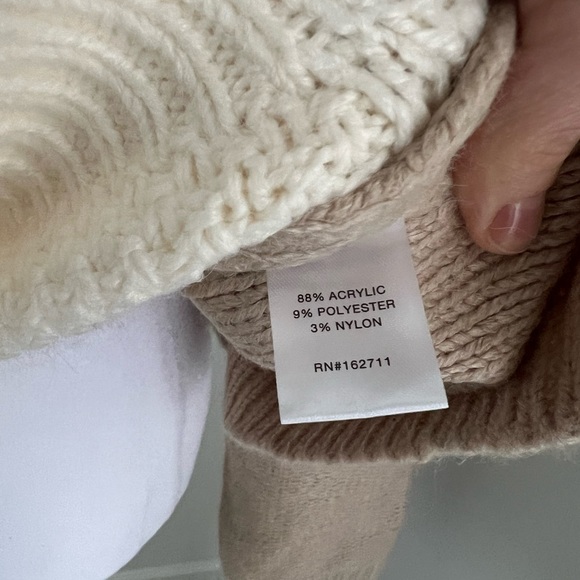 88% ACRYLIC
9% POLYESTER
3% NYLON
RN#162711